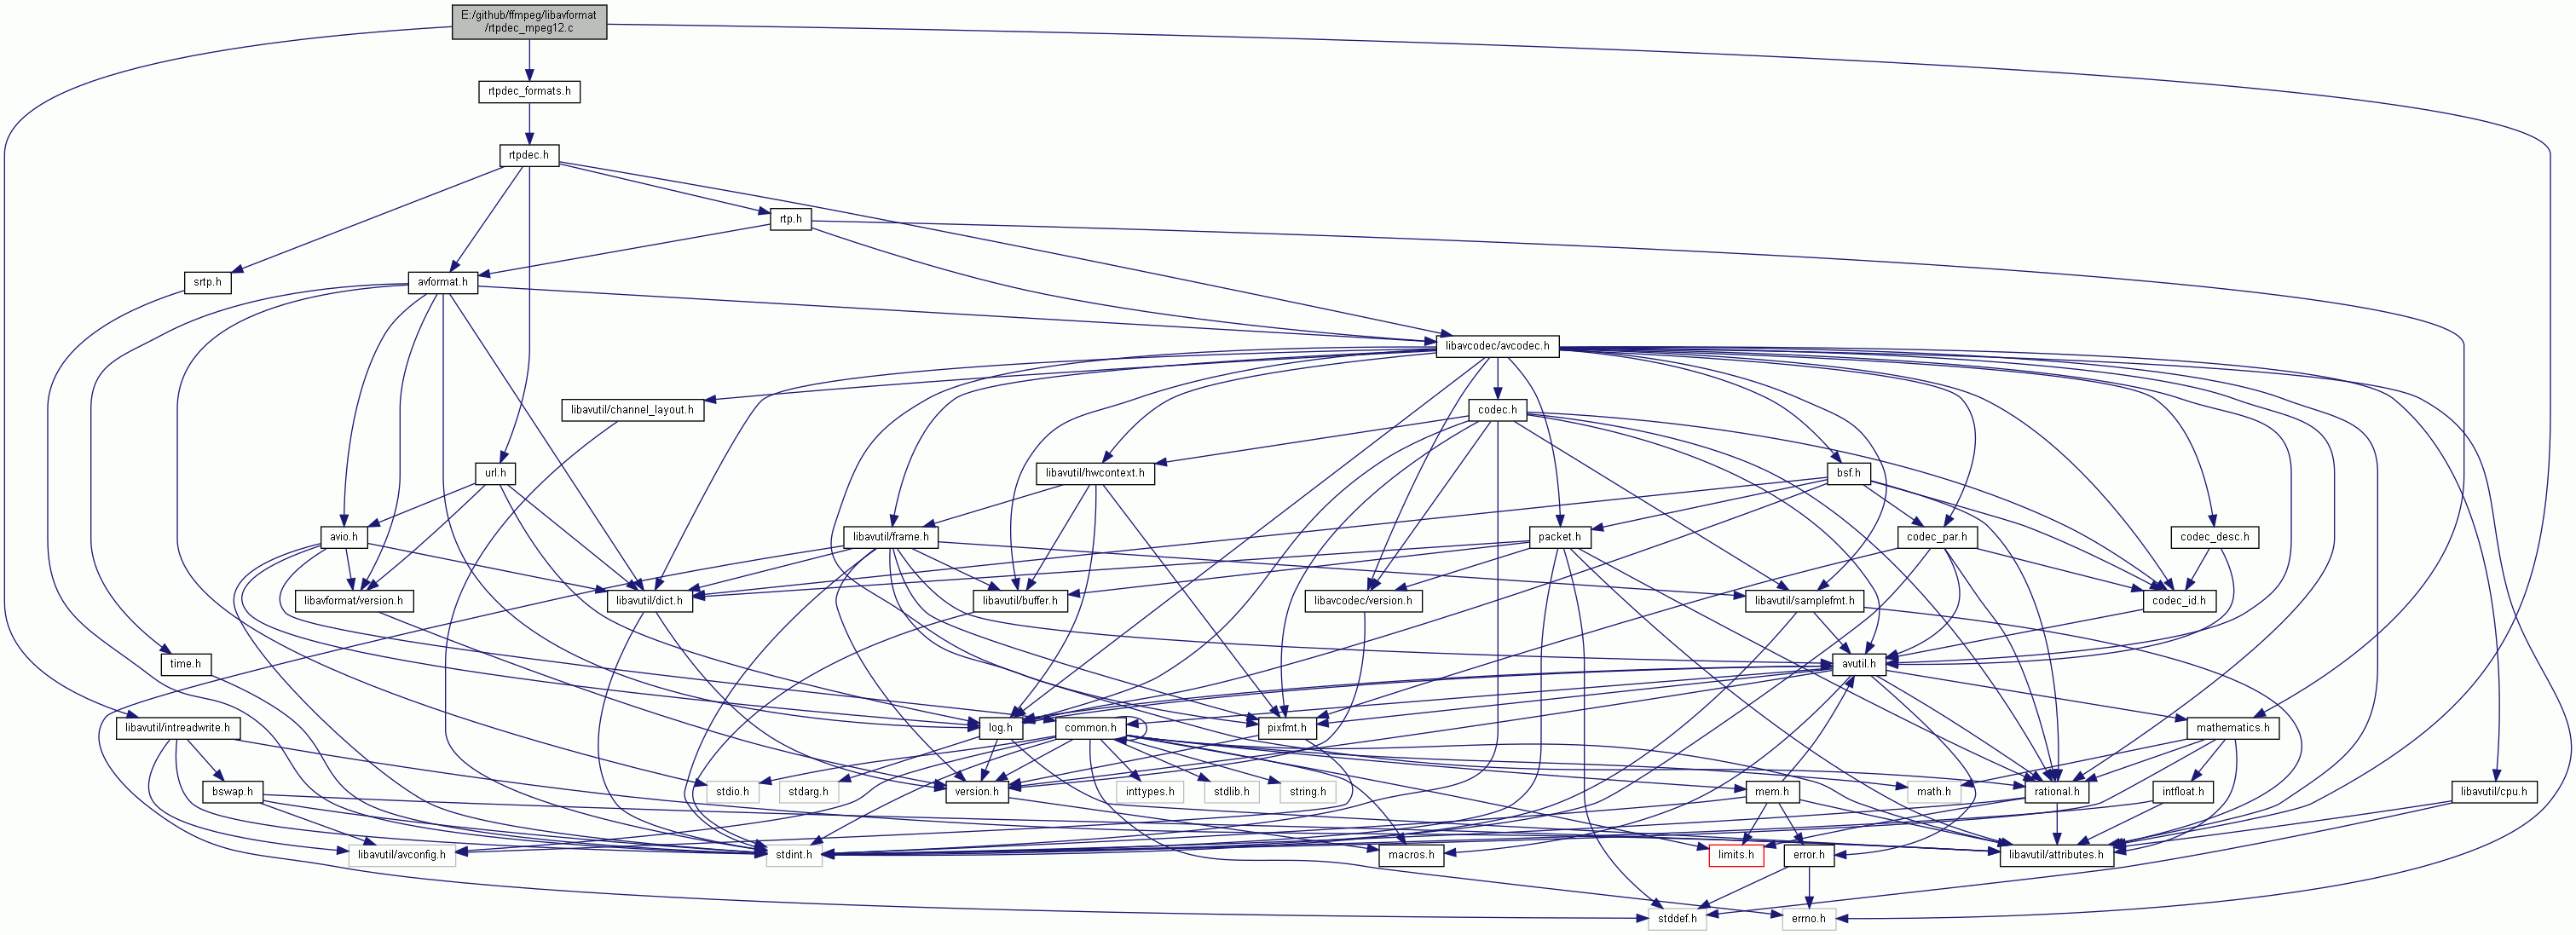 E:/github/ffmpeg/libavformat
/rtpdec_mpeg12.c
rtpdec_formats.h
rtpdec.h
rtp.h
srtp.h
avformat.h
libavcodec/avcodec.h
libavutil/channel_layout.h
codec.h
url.h
libavutil/hwcontext.h
bsf.h
avio.h
libavutil/frame.h
packet.h
codec_par.h
codec_desc.h
libavformat/version.h
libavutil/dict.h
libavutil/buffer.h
libavcodec/version.h
libavutil/samplefmt.h
codec_id.h
time.h
avutil.h
libavutil/intreadwrite.h
log.h
common.h
pixfmt.h
mathematics.h
bswap.h
stdio.h
stdarg.h
version.h
inttypes.h
stdlib.h
string.h
mem.h
math.h
rational.h
intfloat.h
libavutil/cpu.h
libavutil/avconfig.h
stdint.h
macros.h
limits.h
error.h
libavutil/attributes.h
stddef.h
errno.h